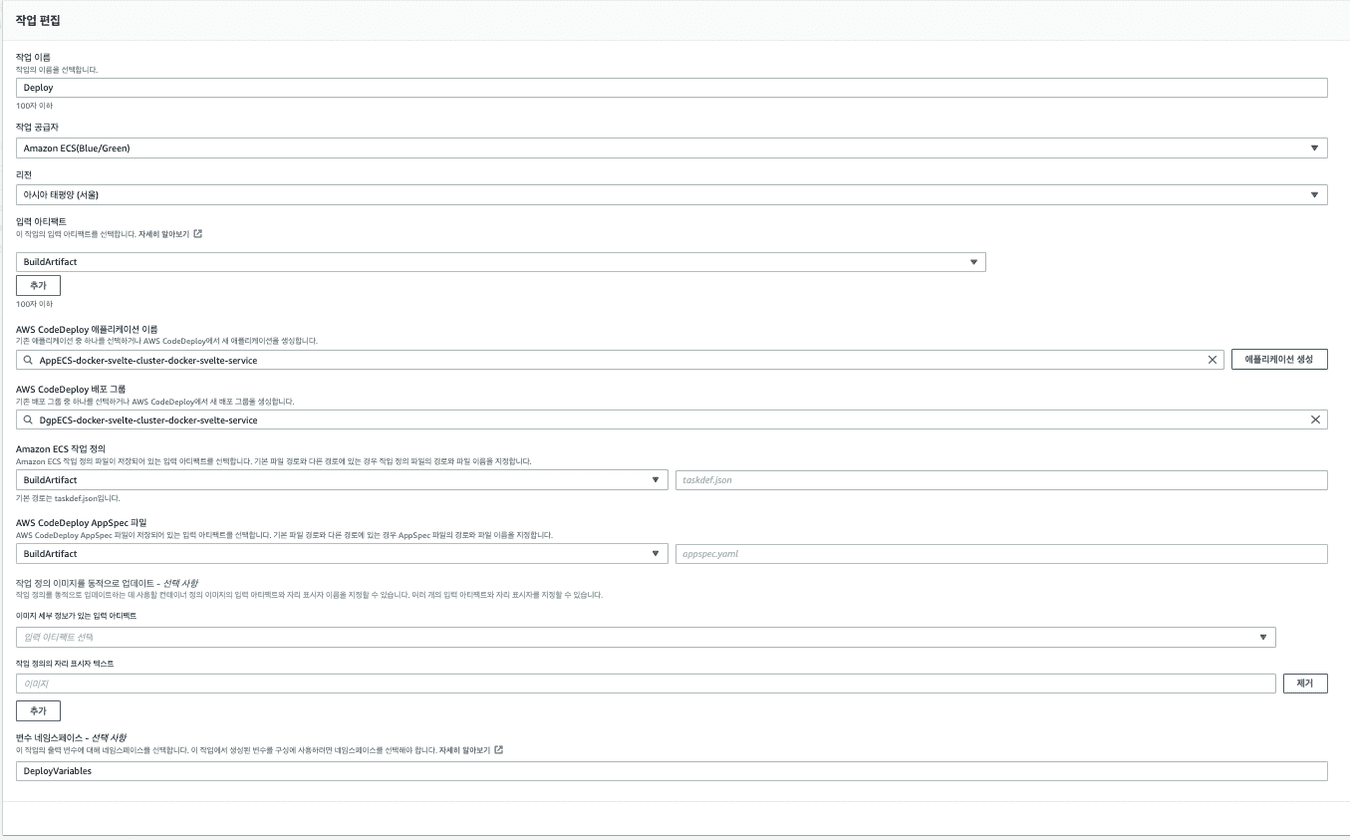 작업 편집
작업 이름
작업의 이름을 선택합니다.
Deploy
100자 이하
작업 공급자
Amazon ECS(Blue/Green)
리전
아시아 태평양 (서울)
입력 아티팩트
이 작업의 입력 아티팩트를 선택합니다. 자세히 알아보기
BuildArtifact
추가
100자 이하
AWS CodeDeploy 애플리케이션 이름
기존 애플리케이션 중 하나를 선택하거나 AWS CodeDeploy에서 새 애플리케이션을 생성합니다.
AppECS-docker-svelte-cluster-docker-svelte-service
애플리케이션 생성
AWS CodeDeploy 배포 그룹
기존 배포 그룹 중 하나를 선택하거나 AWS CodeDeploy에서 새 배포 그룹을 생성합니다.
DgpECS-docker-svelte-cluster-docker-svelte-service
Amazon ECS 작업 정의
Amazon ECS 작업 정의 파일이 저장되어 있는 입력 아티팩트를 선택합니다. 기본 파일 경로와 다른 경로에 있는 경우 작업 정의 파일의 경로와 파일 이름을 지정합니다.
BuildArtifact
taskdef.json
기본 경로는 taskdef.json입니다.
AWS CodeDeploy AppSpec 파일
AWS CodeDeploy AppSpec 파일이 저장되어 있는 입력 아티팩트를 선택합니다. 기본 파일 경로와 다른 경로에 있는 경우 AppSpec 파일의 경로와 파일 이름을 지정합니다.
BuildArtifact
appspec.yaml
작업 정의 이미지를 동적으로 업데이트 - 선택 사항
작업 정의를 동적으로 업데이트하는 데 사용할 컨테이너 정의 이미지의 입력 아티팩트와 자리 표시자 이름을 지정할 수 있습니다. 여러 개의 입력 아티팩트와 자리 표시자를 지정할 수 있습니다.
이미지 세부 정보가 있는 입력 아티팩트
입력 아티팩트 선택
작업 정의의 자리 표시자 텍스트
이미지
제거
추가
변수 네임스페이스 - 선택 사항
이 작업의 출력 변수에 대해 네임스페이스를 선택합니다. 이 작업에서 생성된 변수를 구성에 사용하려면 네임스페이스를 선택해야 합니다. 자세히 알아보기
DeployVariables